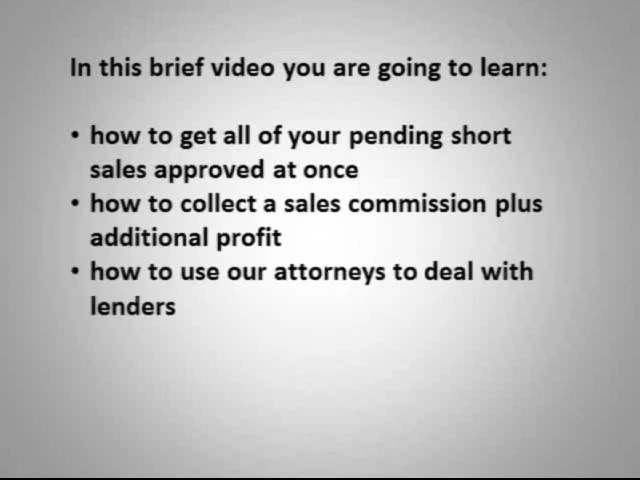 In this brief video you are going to learn:
• how to get all of your pending short
sales approved at once
• how to collect a sales commission plus
additional profit
• how to use our attorneys to deal with
lenders